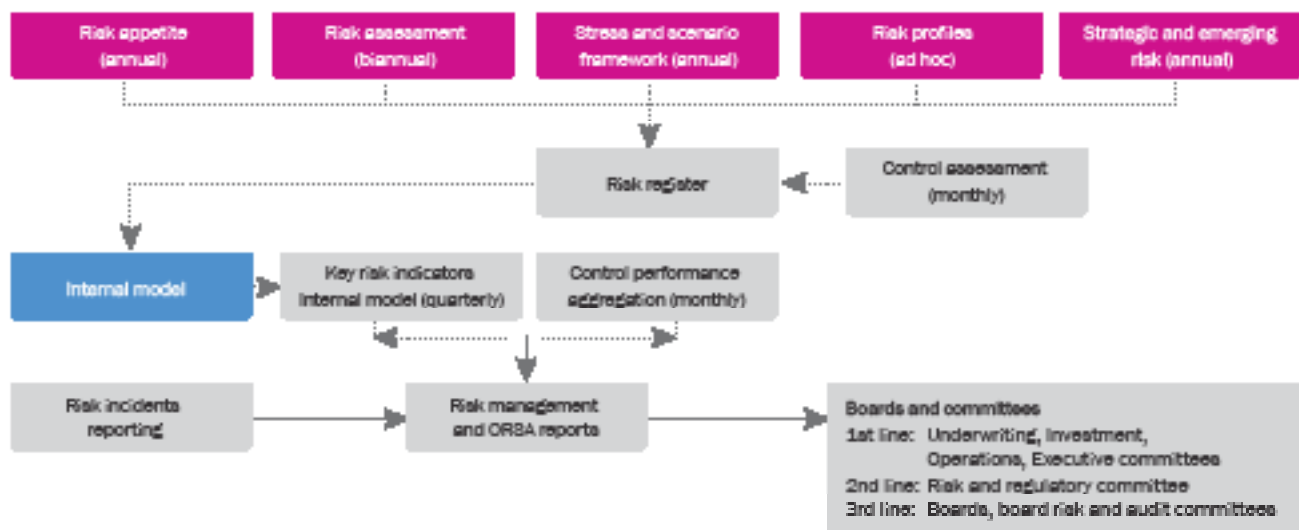 Risk appetite
(annual)
Risk assessment
(biannual)
Stress and scenario
framework (annual)
Risk profiles
(ad hoc)
Strategic and emerging
risk (annual)
Risk register
Control assessment
(monthly)
Internal model
Key risk indicators
Internal model (quarterly)
Control performance
aggregation (monthly)
Risk incidents
reporting
Risk management
and ORSA reports
Boards and committees
1st line: Underwriting, Investment,
Operations, Executive committees
2nd line: Risk and regulatory committee
3rd line: Boards, board risk and audit committees